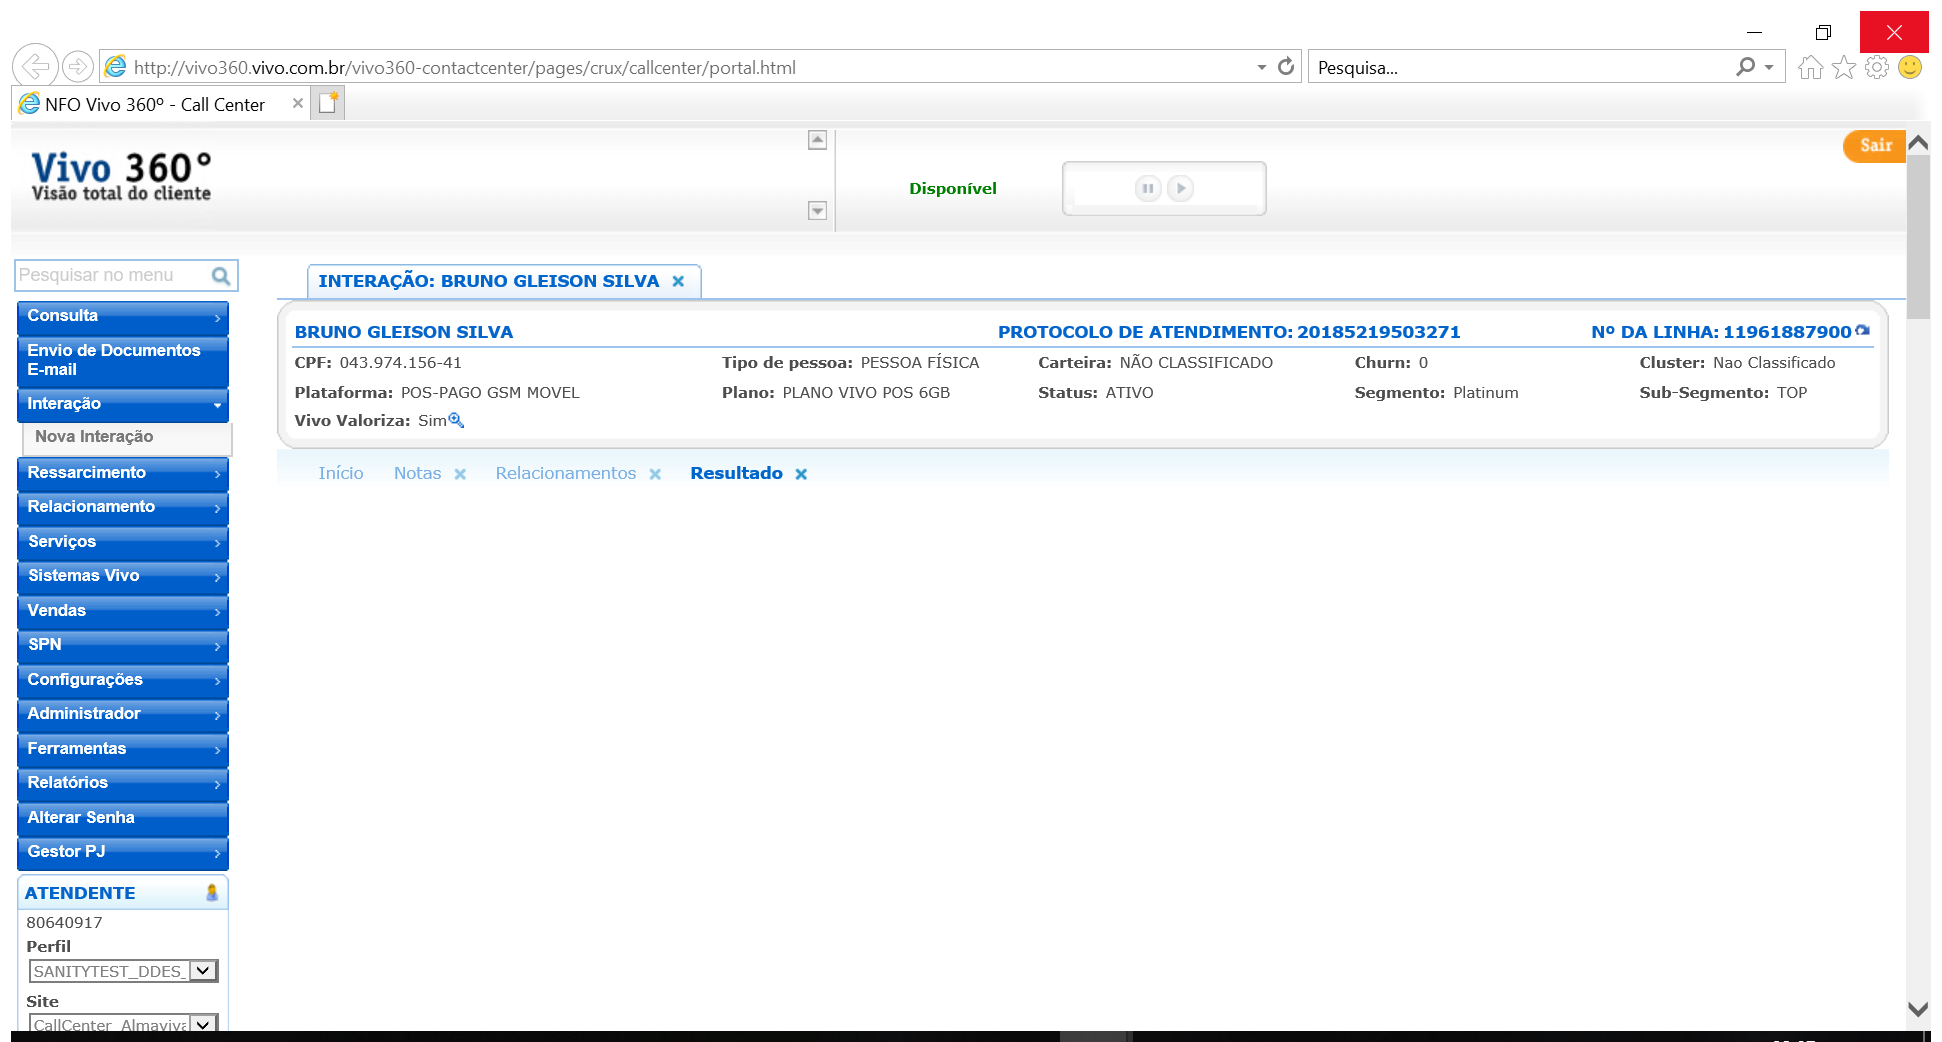 http://vivo360.vivo.com.br/vivo360-contactcenter/pages/crux/callcenter/portal.html
Pesquisa...
NFO Vivo 360º - Call Center
Vivo 360°
Visão total do cliente
Disponível
Sair
Pesquisar no menu
Consulta
Envio de Documentos
E-mail
Interação
Nova Interação
Ressarcimento
Relacionamento
Serviços
Sistemas Vivo
Vendas
SPN
Configurações
Administrador
Ferramentas
Relatórios
Alterar Senha
Gestor PJ
ATENDENTE
80640917
Perfil
SANITYTEST_DDES_
Site
CallCenter Almaviva
INTERAÇÃO: BRUNO GLEISON SILVA
BRUNO GLEISON SILVA PROTOCOLO DE ATENDIMENTO: 20185219503271 Nº DA LINHA: 11961887900
CPF: 043.974.156-41 Tipo de pessoa: PESSOA FÍSICA Carteira: NÃO CLASSIFICADO Churn: 0 Cluster: Nao Classificado
Plataforma: POS-PAGO GSM MOVEL Plano: PLANO VIVO POS 6GB Status: ATIVO Segmento: Platinum Sub-Segmento: TOP
Vivo Valoriza: Sim
Início Notas Relacionamentos Resultado